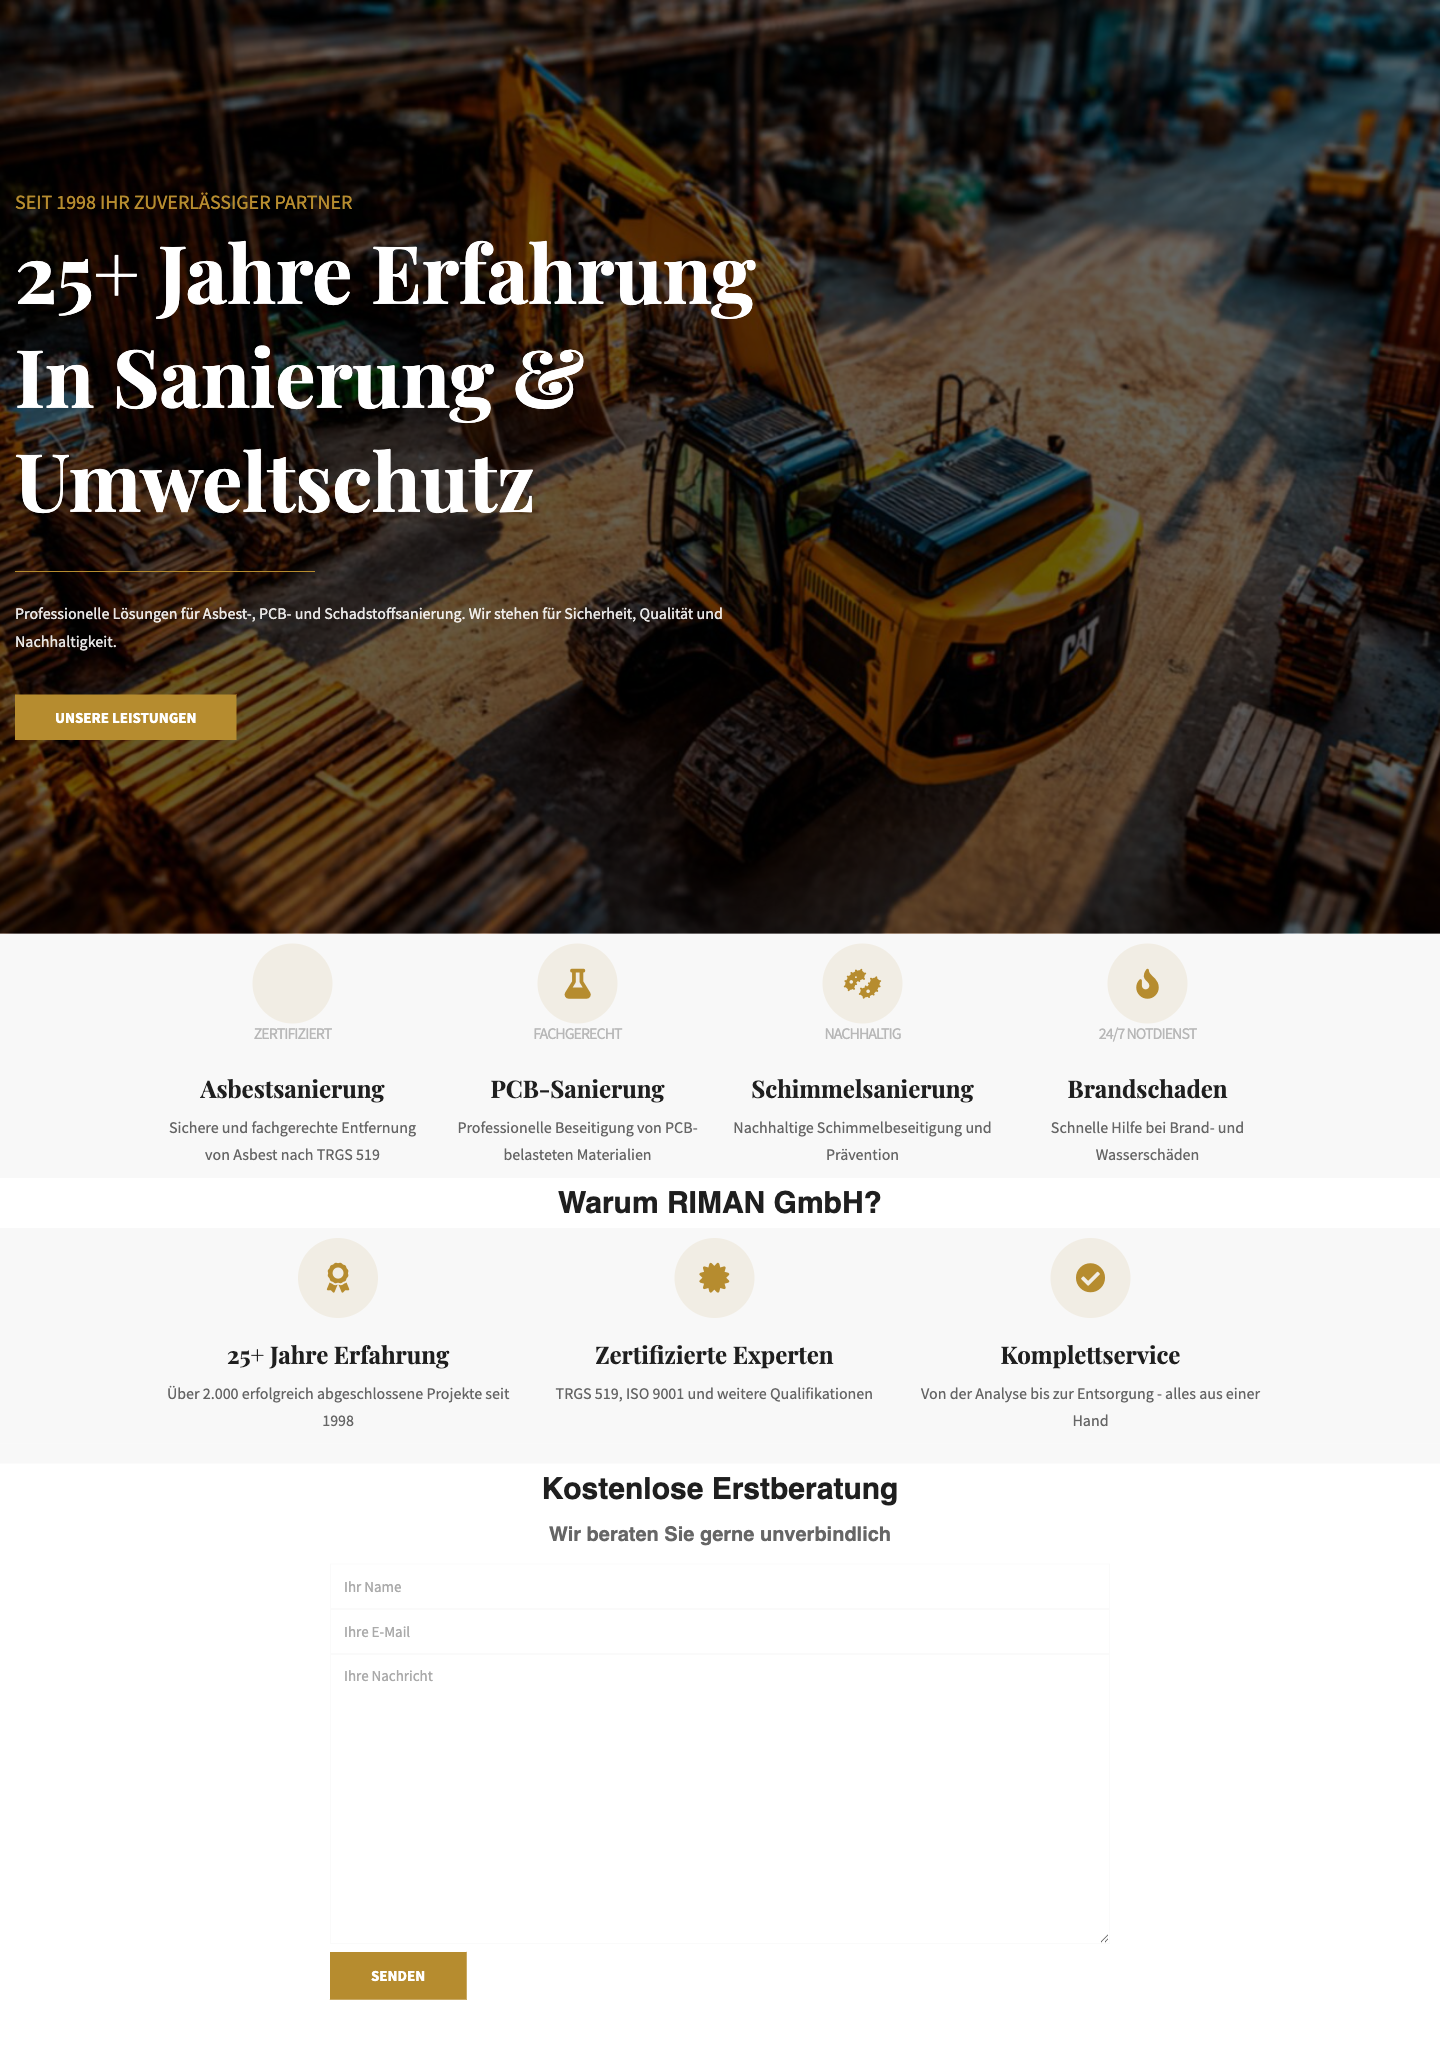 SEIT 1998 IHR ZUVERLÄSSIGER PARTNER
25+ Jahre Erfahrung
In Sanierung &
Umweltschutz
Professionelle Lösungen für Asbest-, PCB- und Schadstoffsanierung. Wir stehen für Sicherheit, Qualität und
Nachhaltigkeit.
UNSERE LEISTUNGEN
CAT
ZERTIFIZIERT
FACHGERECHT
NACHHALTIG
24/7 NOTDIENST
Asbestsanierung
PCB-Sanierung
Schimmelsanierung
Brandschaden
Sichere und fachgerechte Entfernung
von Asbest nach TRGS 519
Professionelle Beseitigung von PCB-
belasteten Materialien
Nachhaltige Schimmelbeseitigung und
Prävention
Schnelle Hilfe bei Brand- und
Wasserschäden
Warum RIMAN GmbH?
25+ Jahre Erfahrung
Zertifizierte Experten
Komplettservice
Über 2.000 erfolgreich abgeschlossene Projekte seit
1998
TRGS 519, ISO 9001 und weitere Qualifikationen
Von der Analyse bis zur Entsorgung - alles aus einer
Hand
Kostenlose Erstberatung
Wir beraten Sie gerne unverbindlich
Ihr Name
Ihre E-Mail
Ihre Nachricht
SENDEN